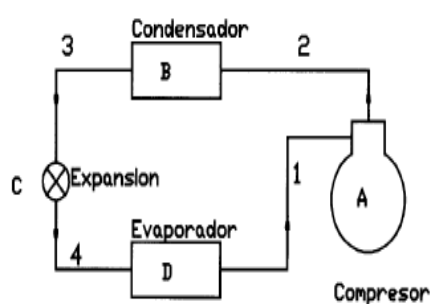 Condensador
3
2
B
Expansion
C
1
A
4
Evaporador
D
Compresor